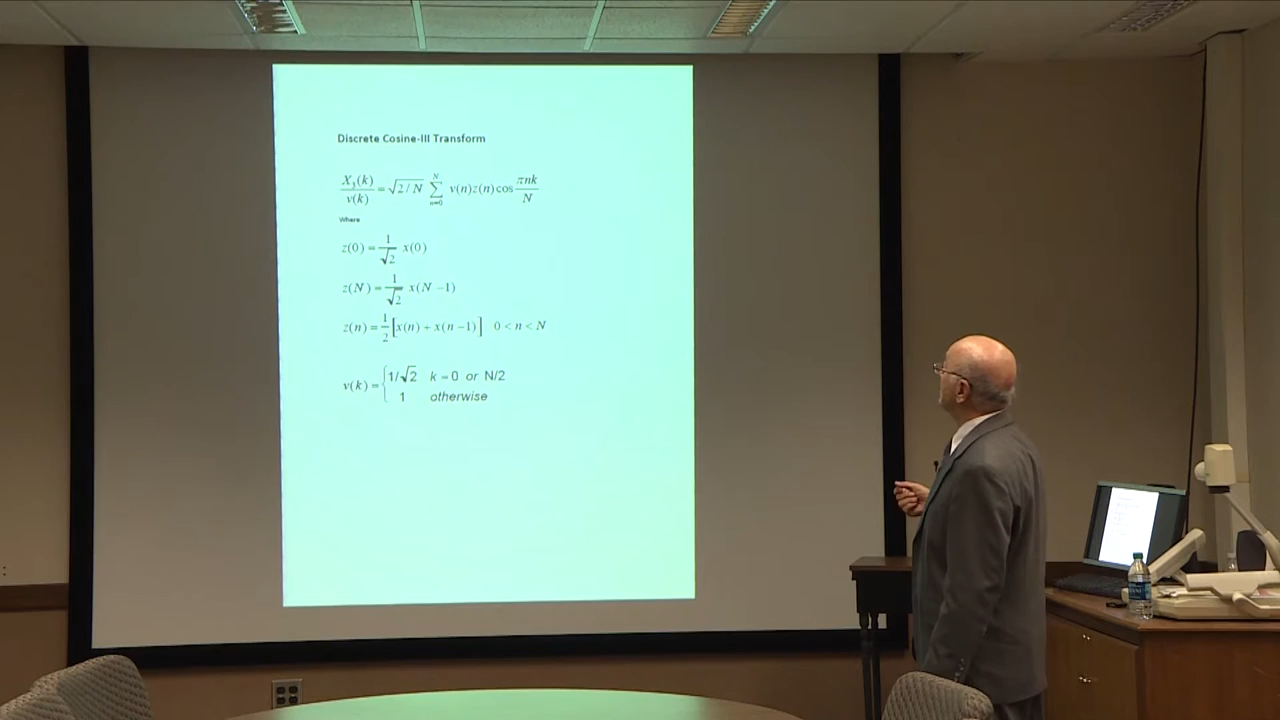 Discrete Cosine-III Transform
X₃(k)/v(k) = √2/N ∑ₙ₌₀ᴺ v(n)z(n)cos πnk/N
Where
z(0) = 1/√2 x(0)
z(N) = 1/√2 x(N −1)
z(n) = 1/2 [x(n) + x(n−1)] 0 < n < N
v(k) = { 1/√2 k = 0 or N/2
1 otherwise